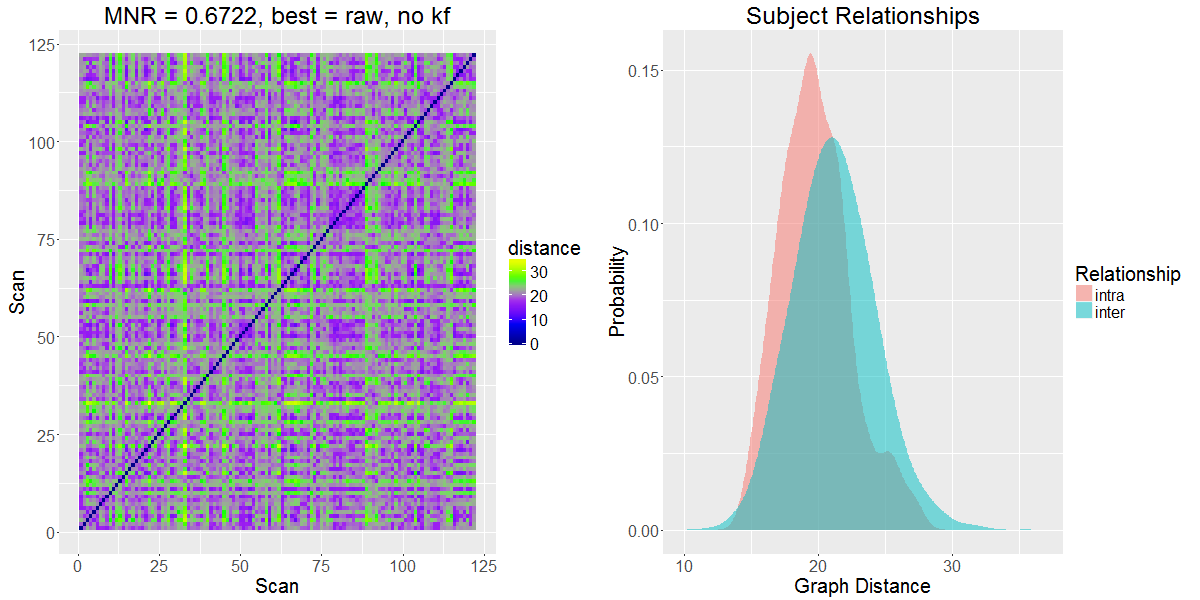 MNR = 0.6722, best = raw, no kf
125
100
75
50
25
0
Scan
0 25 50 75 100 125
Scan
distance
30
20
10
0
Subject Relationships
0.15
0.10
0.05
0.00
Probability
10 20 30
Graph Distance
Relationship
intra
inter